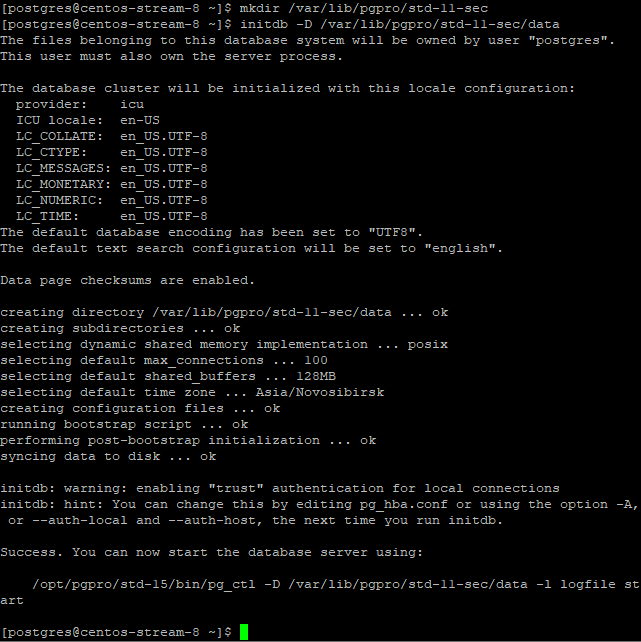 [postgres@centos-stream-8 ~]$ mkdir /var/lib/pgpro/std-11-sec
[postgres@centos-stream-8 ~]$ initdb -D /var/lib/pgpro/std-11-sec/data
The files belonging to this database system will be owned by user "postgres".
This user must also own the server process.

The database cluster will be initialized with this locale configuration:
  provider:    icu
  ICU locale:  en-US
  LC_COLLATE:  en_US.UTF-8
  LC_CTYPE:    en_US.UTF-8
  LC_MESSAGES: en_US.UTF-8
  LC_MONETARY: en_US.UTF-8
  LC_NUMERIC:  en_US.UTF-8
  LC_TIME:     en_US.UTF-8
The default database encoding has been set to "UTF8".
The default text search configuration will be set to "english".

Data page checksums are enabled.

creating directory /var/lib/pgpro/std-11-sec/data ... ok
creating subdirectories ... ok
selecting dynamic shared memory implementation ... posix
selecting default max_connections ... 100
selecting default shared_buffers ... 128MB
selecting default time zone ... Asia/Novosibirsk
creating configuration files ... ok
running bootstrap script ... ok
performing post-bootstrap initialization ... ok
syncing data to disk ... ok

initdb: warning: enabling "trust" authentication for local connections
initdb: hint: You can change this by editing pg_hba.conf or using the option -A,
 or --auth-local and --auth-host, the next time you run initdb.

Success. You can now start the database server using:

    /opt/pgpro/std-15/bin/pg_ctl -D /var/lib/pgpro/std-11-sec/data -l logfile st
art

[postgres@centos-stream-8 ~]$